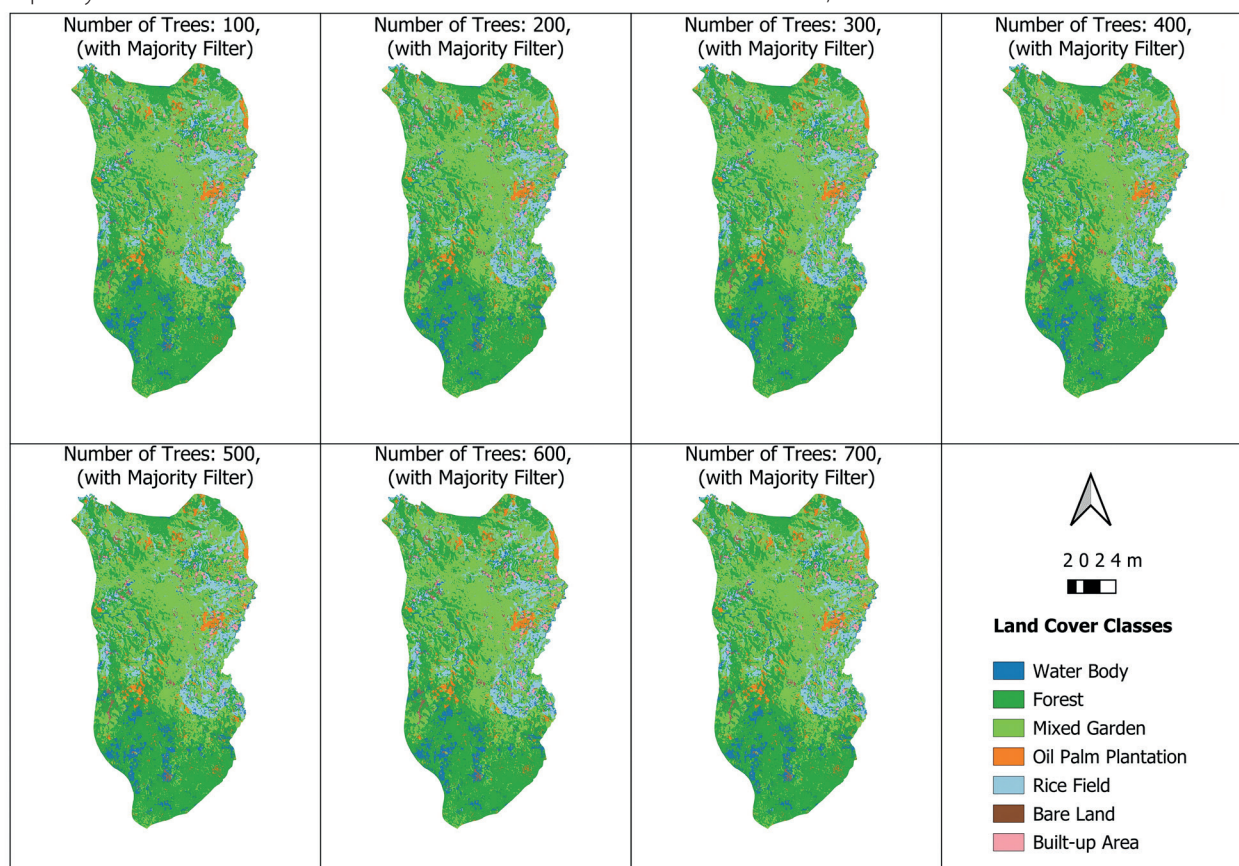 Number of Trees: 100,
(with Majority Filter)
Number of Trees: 200,
(with Majority Filter)
Number of Trees: 300,
(with Majority Filter)
Number of Trees: 400,
(with Majority Filter)
Number of Trees: 500,
(with Majority Filter)
Number of Trees: 600,
(with Majority Filter)
Number of Trees: 700,
(with Majority Filter)
2 0 2 4 m
Land Cover Classes
Water Body
Forest
Mixed Garden
Oil Palm Plantation
Rice Field
Bare Land
Built-up Area